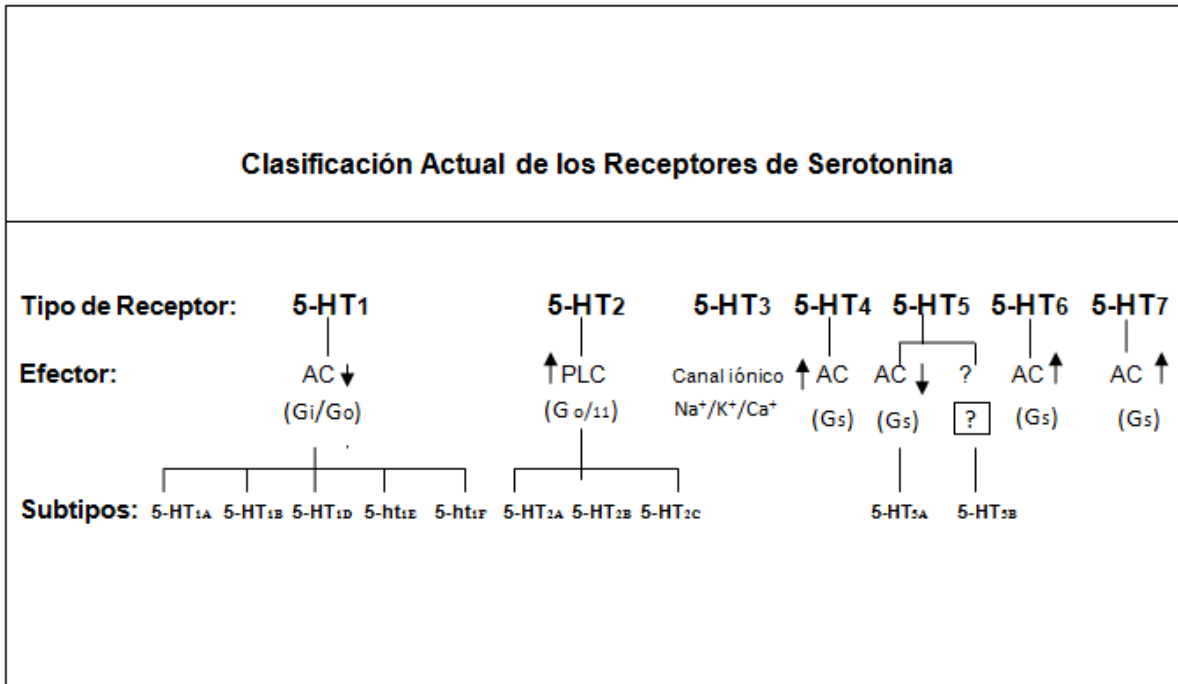 Clasificación Actual de los Receptores de Serotonina
Tipo de Receptor: 5-HT1 5-HT2 5-HT3 5-HT4 5-HT5 5-HT6 5-HT7
Efector: AC PLC Canal iónico AC AC ? AC AC
(Gi/Go) (G o/11) Na⁺/K⁺/Ca⁺ (Gs) (Gs) ? (Gs) (Gs)
Subtipos: 5-HT1A 5-HT1B 5-HT1D 5-ht1E 5-ht1F 5-HT2A 5-HT2B 5-HT2C 5-HT5A 5-HT5B